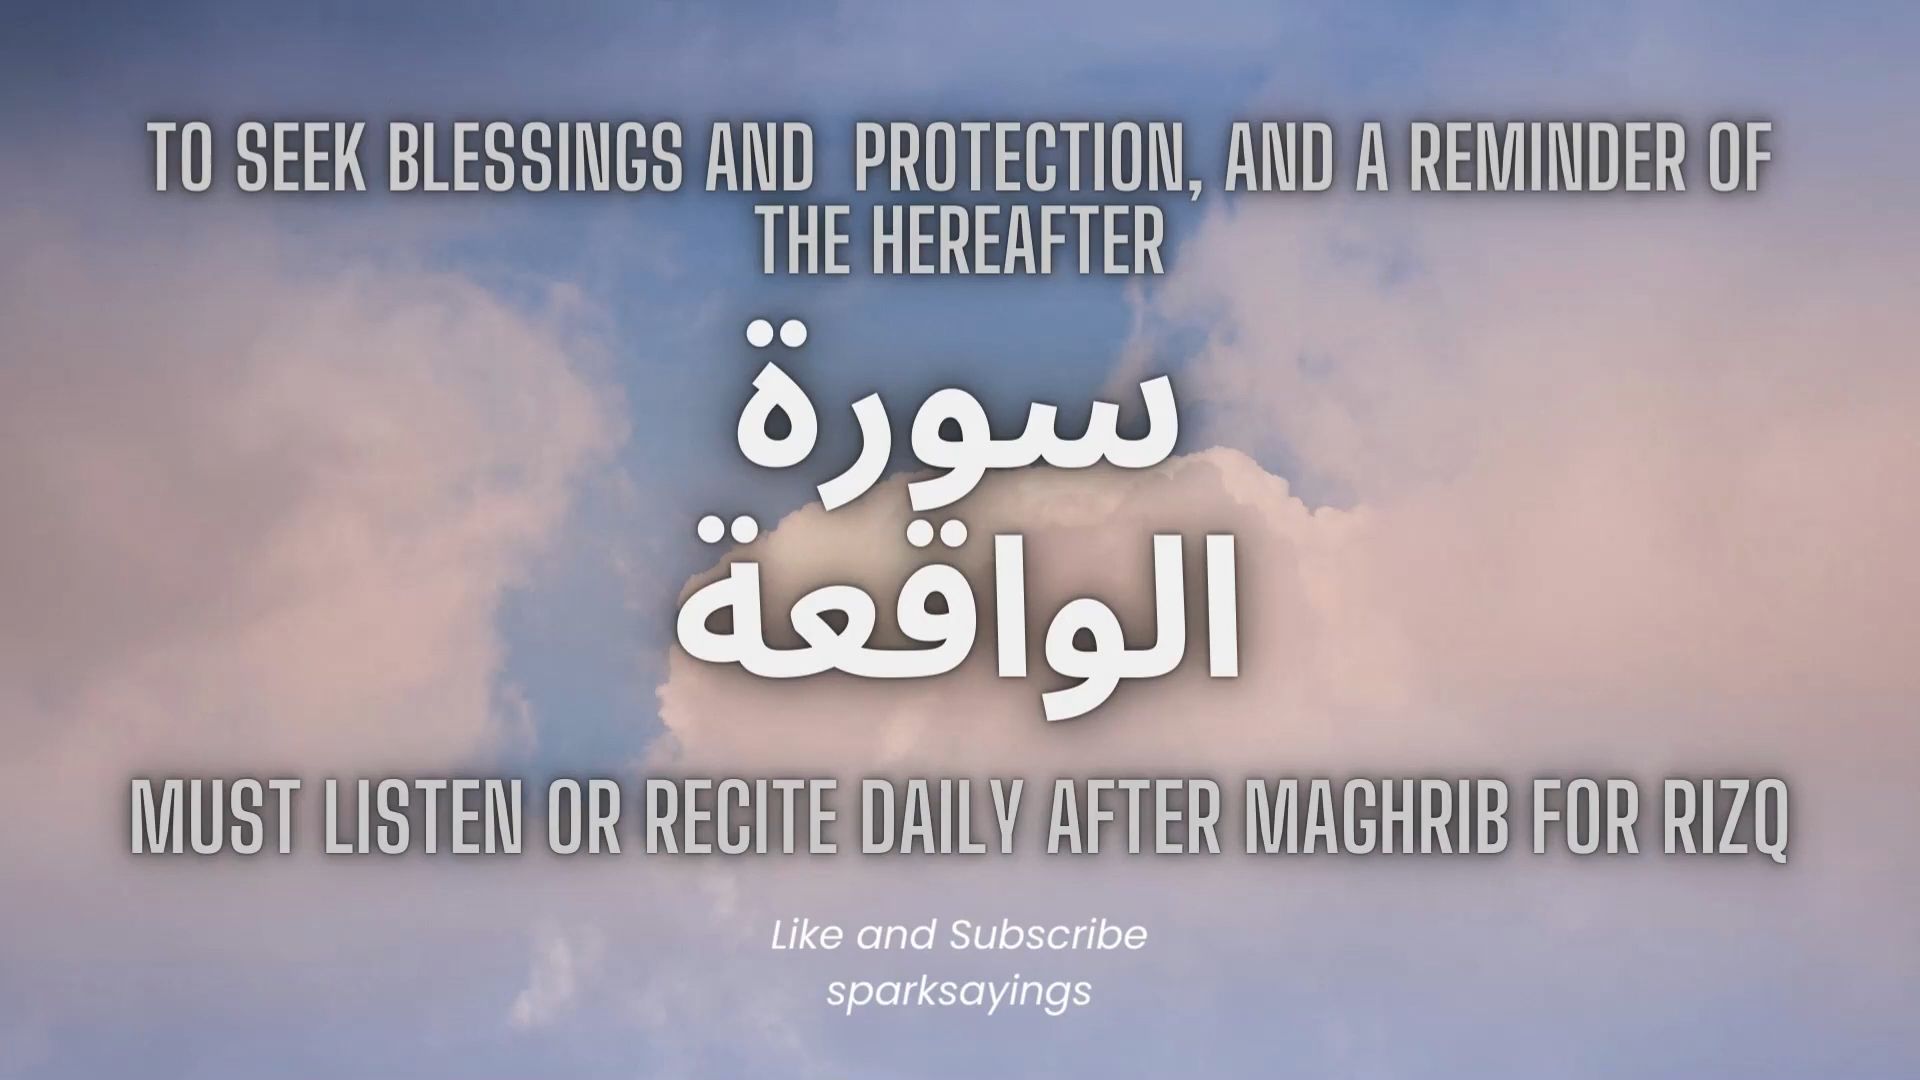 TO SEEK BLESSINGS AND  PROTECTION, AND A REMINDER OF
THE HEREAFTER
سورة
الواقعة
MUST LISTEN OR RECITE DAILY AFTER MAGHRIB FOR RIZQ
Like and Subscribe
sparksayings